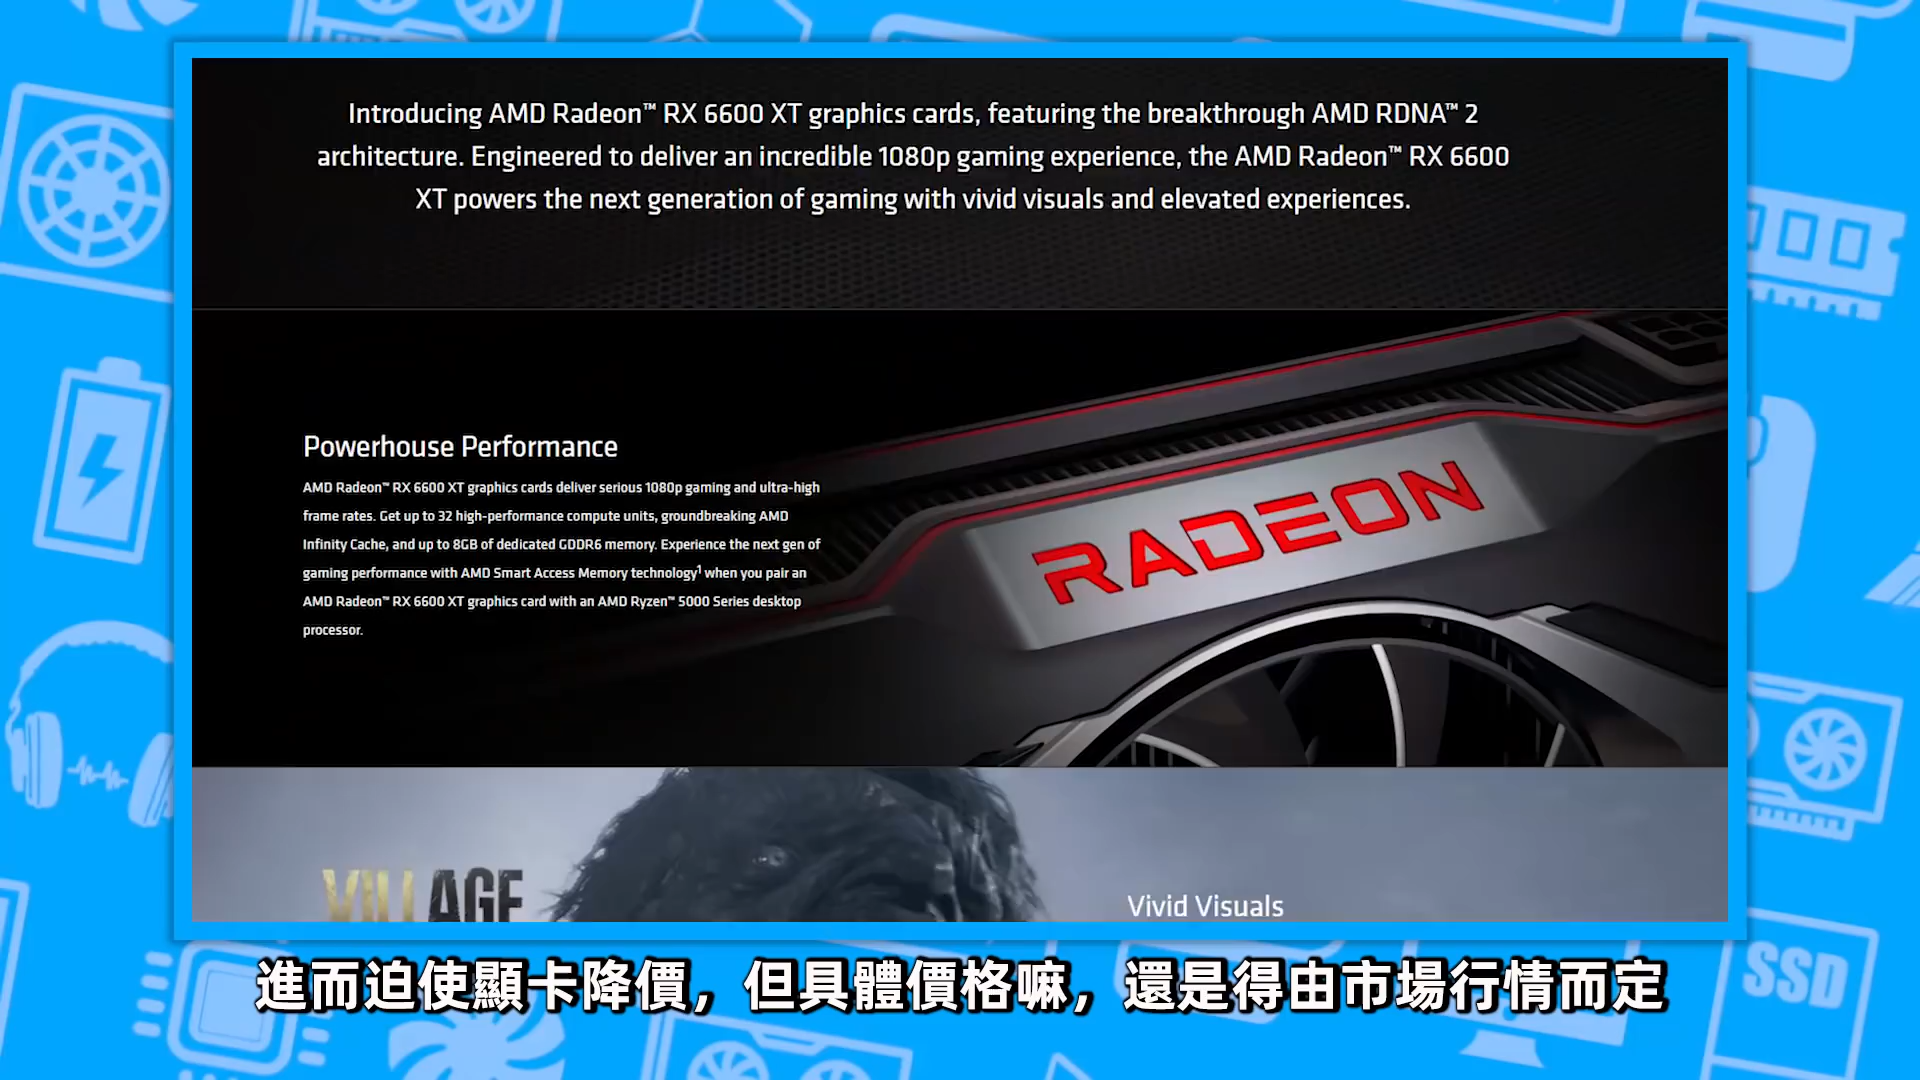 Introducing AMD Radeon™ RX 6600 XT graphics cards, featuring the breakthrough AMD RDNA™ 2
architecture. Engineered to deliver an incredible 1080p gaming experience, the AMD Radeon™ RX 6600
XT powers the next generation of gaming with vivid visuals and elevated experiences.
Powerhouse Performance
AMD Radeon™ RX 6600 XT graphics cards deliver serious 1080p gaming and ultra-high
frame rates. Get up to 32 high-performance compute units, groundbreaking AMD
Infinity Cache, and up to 8GB of dedicated GDDR6 memory. Experience the next gen of
gaming performance with AMD Smart Access Memory technology¹ when you pair an
AMD Radeon™ RX 6600 XT graphics card with an AMD Ryzen™ 5000 Series desktop
processor.
RADEON
VILLAGE
Vivid Visuals
SSD
進而迫使顯卡降價，但具體價格嘛，還是得由市場行情而定